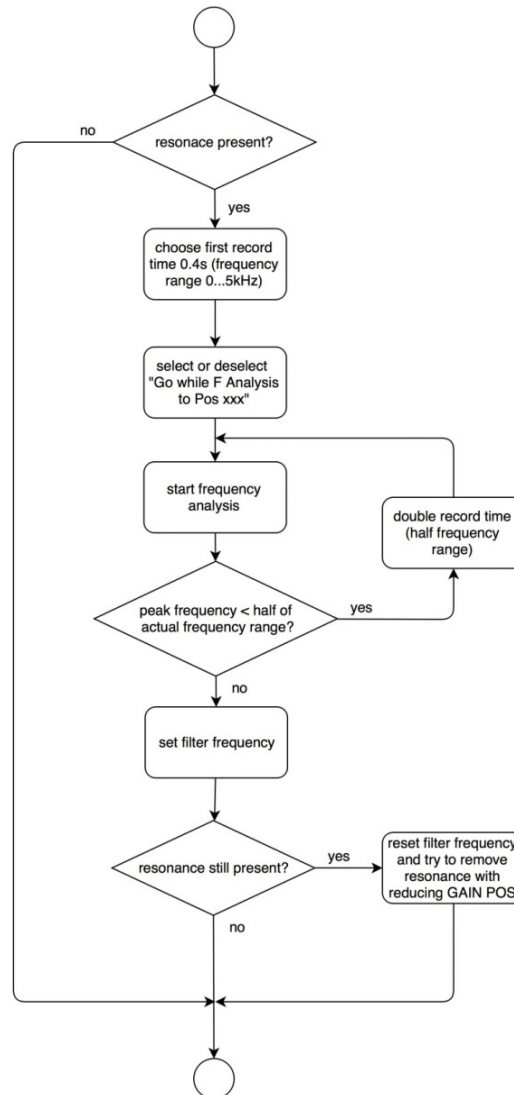 no
resonace present?
yes
choose first record
time 0.4s (frequency
range 0...5kHz)
select or deselect
"Go while F Analysis
to Pos xxx"
start frequency
analysis
double record time
(half frequency
range)
peak frequency < half of
actual frequency range?
yes
no
set filter frequency
resonance still present?
yes
reset filter frequency
and try to remove
resonance with
reducing GAIN POS
no